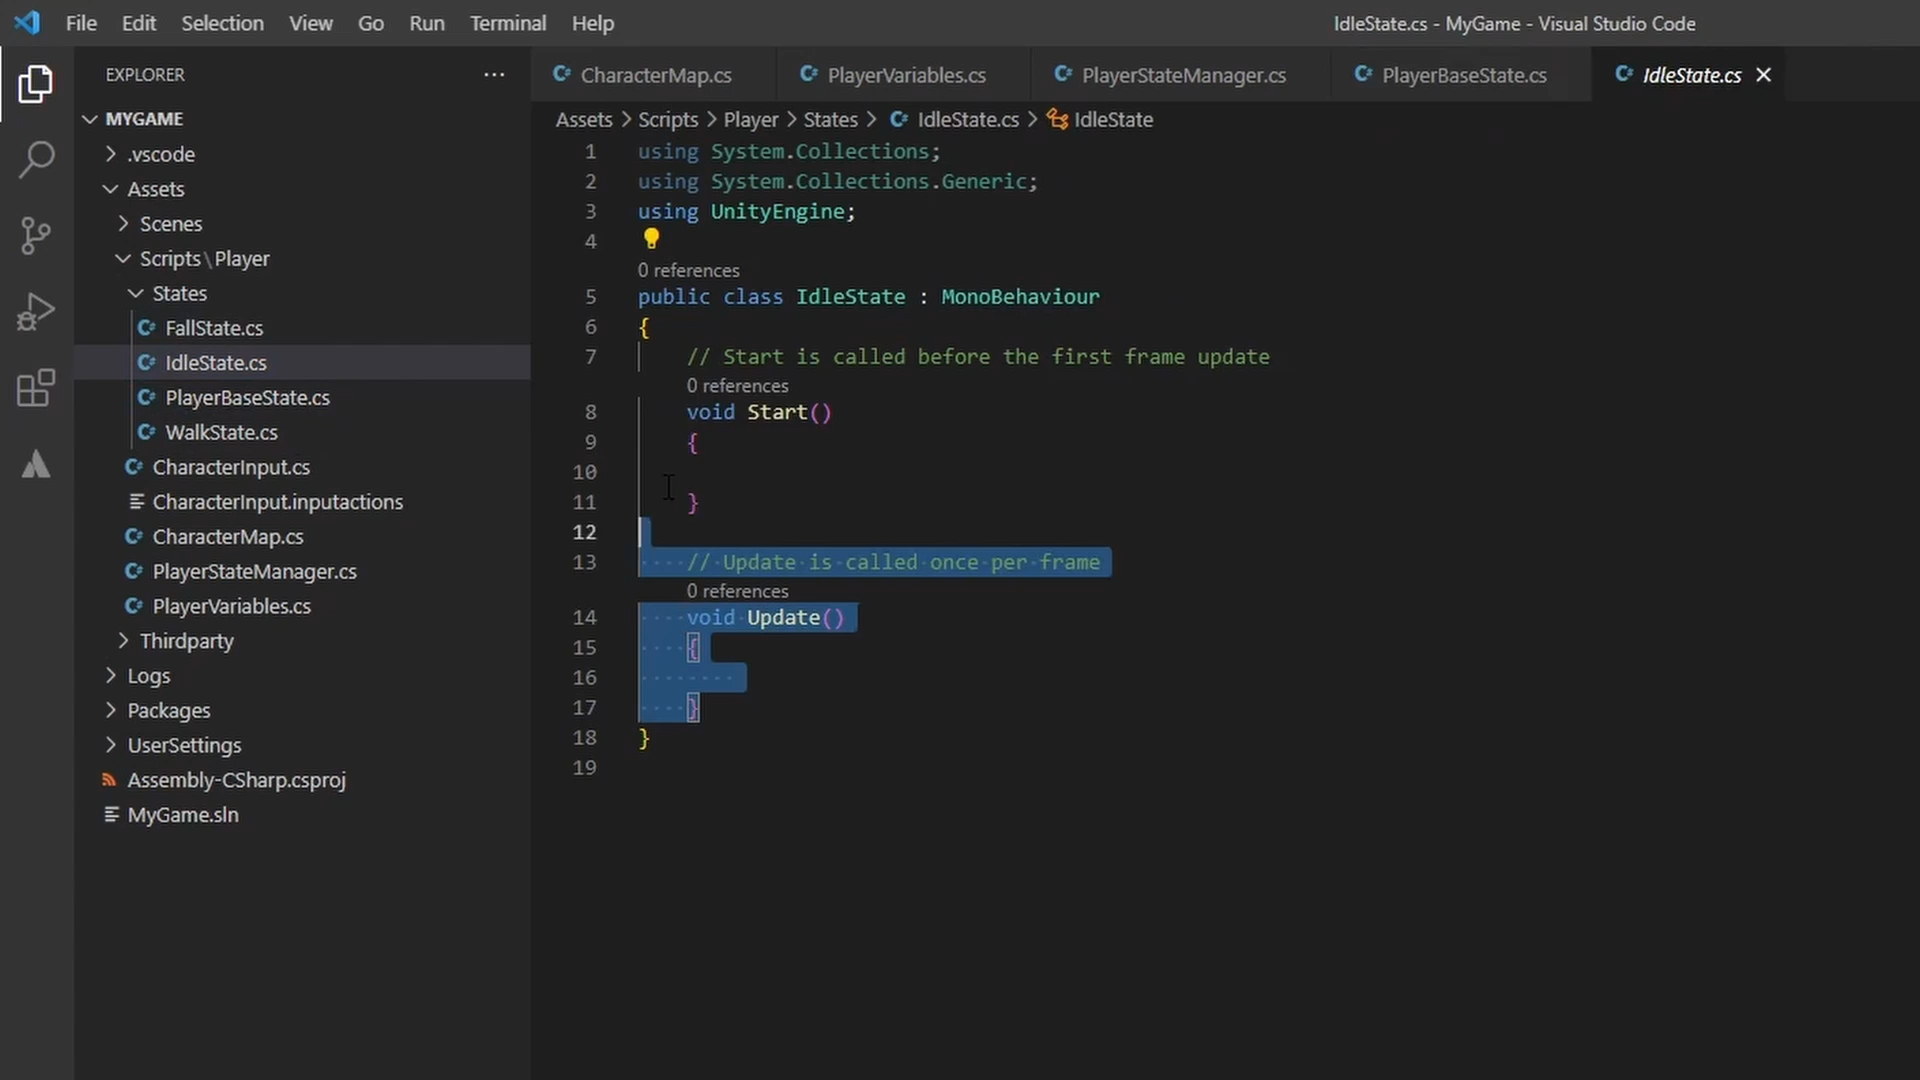 File Edit Selection View Go Run Terminal Help
IdleState.cs - MyGame - Visual Studio Code
EXPLORER
MYGAME
.vscode
Assets
Scenes
Scripts\Player
States
FallState.cs
IdleState.cs
PlayerBaseState.cs
WalkState.cs
CharacterInput.cs
CharacterInput.inputactions
CharacterMap.cs
PlayerStateManager.cs
PlayerVariables.cs
Thirdparty
Logs
Packages
UserSettings
Assembly-CSharp.csproj
MyGame.sln
CharacterMap.cs PlayerVariables.cs PlayerStateManager.cs PlayerBaseState.cs IdleState.cs
Assets > Scripts > Player > States > IdleState.cs > IdleState
1 using System.Collections;
2 using System.Collections.Generic;
3 using UnityEngine;
4
0 references
5 public class IdleState : MonoBehaviour
6 {
7 // Start is called before the first frame update
0 references
8 void Start()
9 {
10
11 }
12
13 // Update is called once per frame
0 references
14 void Update()
15 {
16
17 }
18 }
19